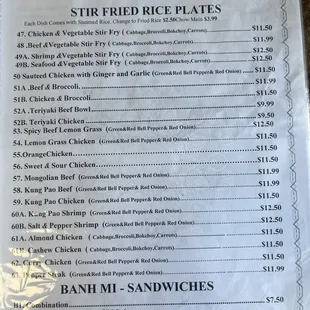 STIR FRIED RICE PLATES
Each Dish Comes with Steamed Rice. Change to Fried Rice $2.50 Chow Mein $3.99
47. Chicken & Vegetable Stir Fry ( Cabbage,Broccoli,Bokchoy,Carrots) $11.50
48 .Beef &Vegetable Stir Fry ( Cabbage,Broccoli,Bokchoy,Carrots) $11.99
49A. Shrimp &Vegetable Stir Fry ( Cabbage,Broccoli,Bokchoy,Carrots) $12.50
49B. Seafood &Vegetable Stir Fry ( Cabbage,Broccoli,Bokchoy,Carrots) $12.50
50 Sauteed Chicken with Ginger and Garlic (Green&Red Bell Pepper& Red Onion) $11.50
51A .Beef & Broccoli $11.99
51B. Chicken & Broccoli $11.50
52A .Teriyaki Beef Bowl $9.99
52B. Teriyaki Chicken $9.99
53. Spicy Beef Lemon Grass (Green&Red Bell Pepper& Red Onion) $12.50
54. Lemon Grass Chicken (Green&Red Bell Pepper& Red Onion) $11.50
55.OrangeChicken $11.50
56. Sweet & Sour Chicken $11.50
57. Mongolian Beef (Green&Red Bell Pepper& Red Onion) $11.99
58. Kung Pao Beef (Green&Red Bell Pepper& Red Onion) $11.99
59. Kung Pao Chicken (Green&Red Bell Pepper& Red Onion) $11.50
60A. Kung Pao Shrimp (Green&Red Bell Pepper& Red Onion) $12.50
60B. Salt & Pepper Shrimp (Green&Red Bell Pepper& Red Onion) $12.50
61A. Almond Chicken ( Cabbage,Broccoli,Bokchoy,Carrots) $11.50
Cashew Chicken ( Cabbage,Broccoli,Bokchoy,Carrots) $11.50
62. Curry Chicken (Green&Red Bell Pepper& Red Onion) $11.50
63. Pepper Steak (Green&Red Bell Pepper& Red Onion) $11.99
BANH MI - SANDWICHES
Combination $7.50